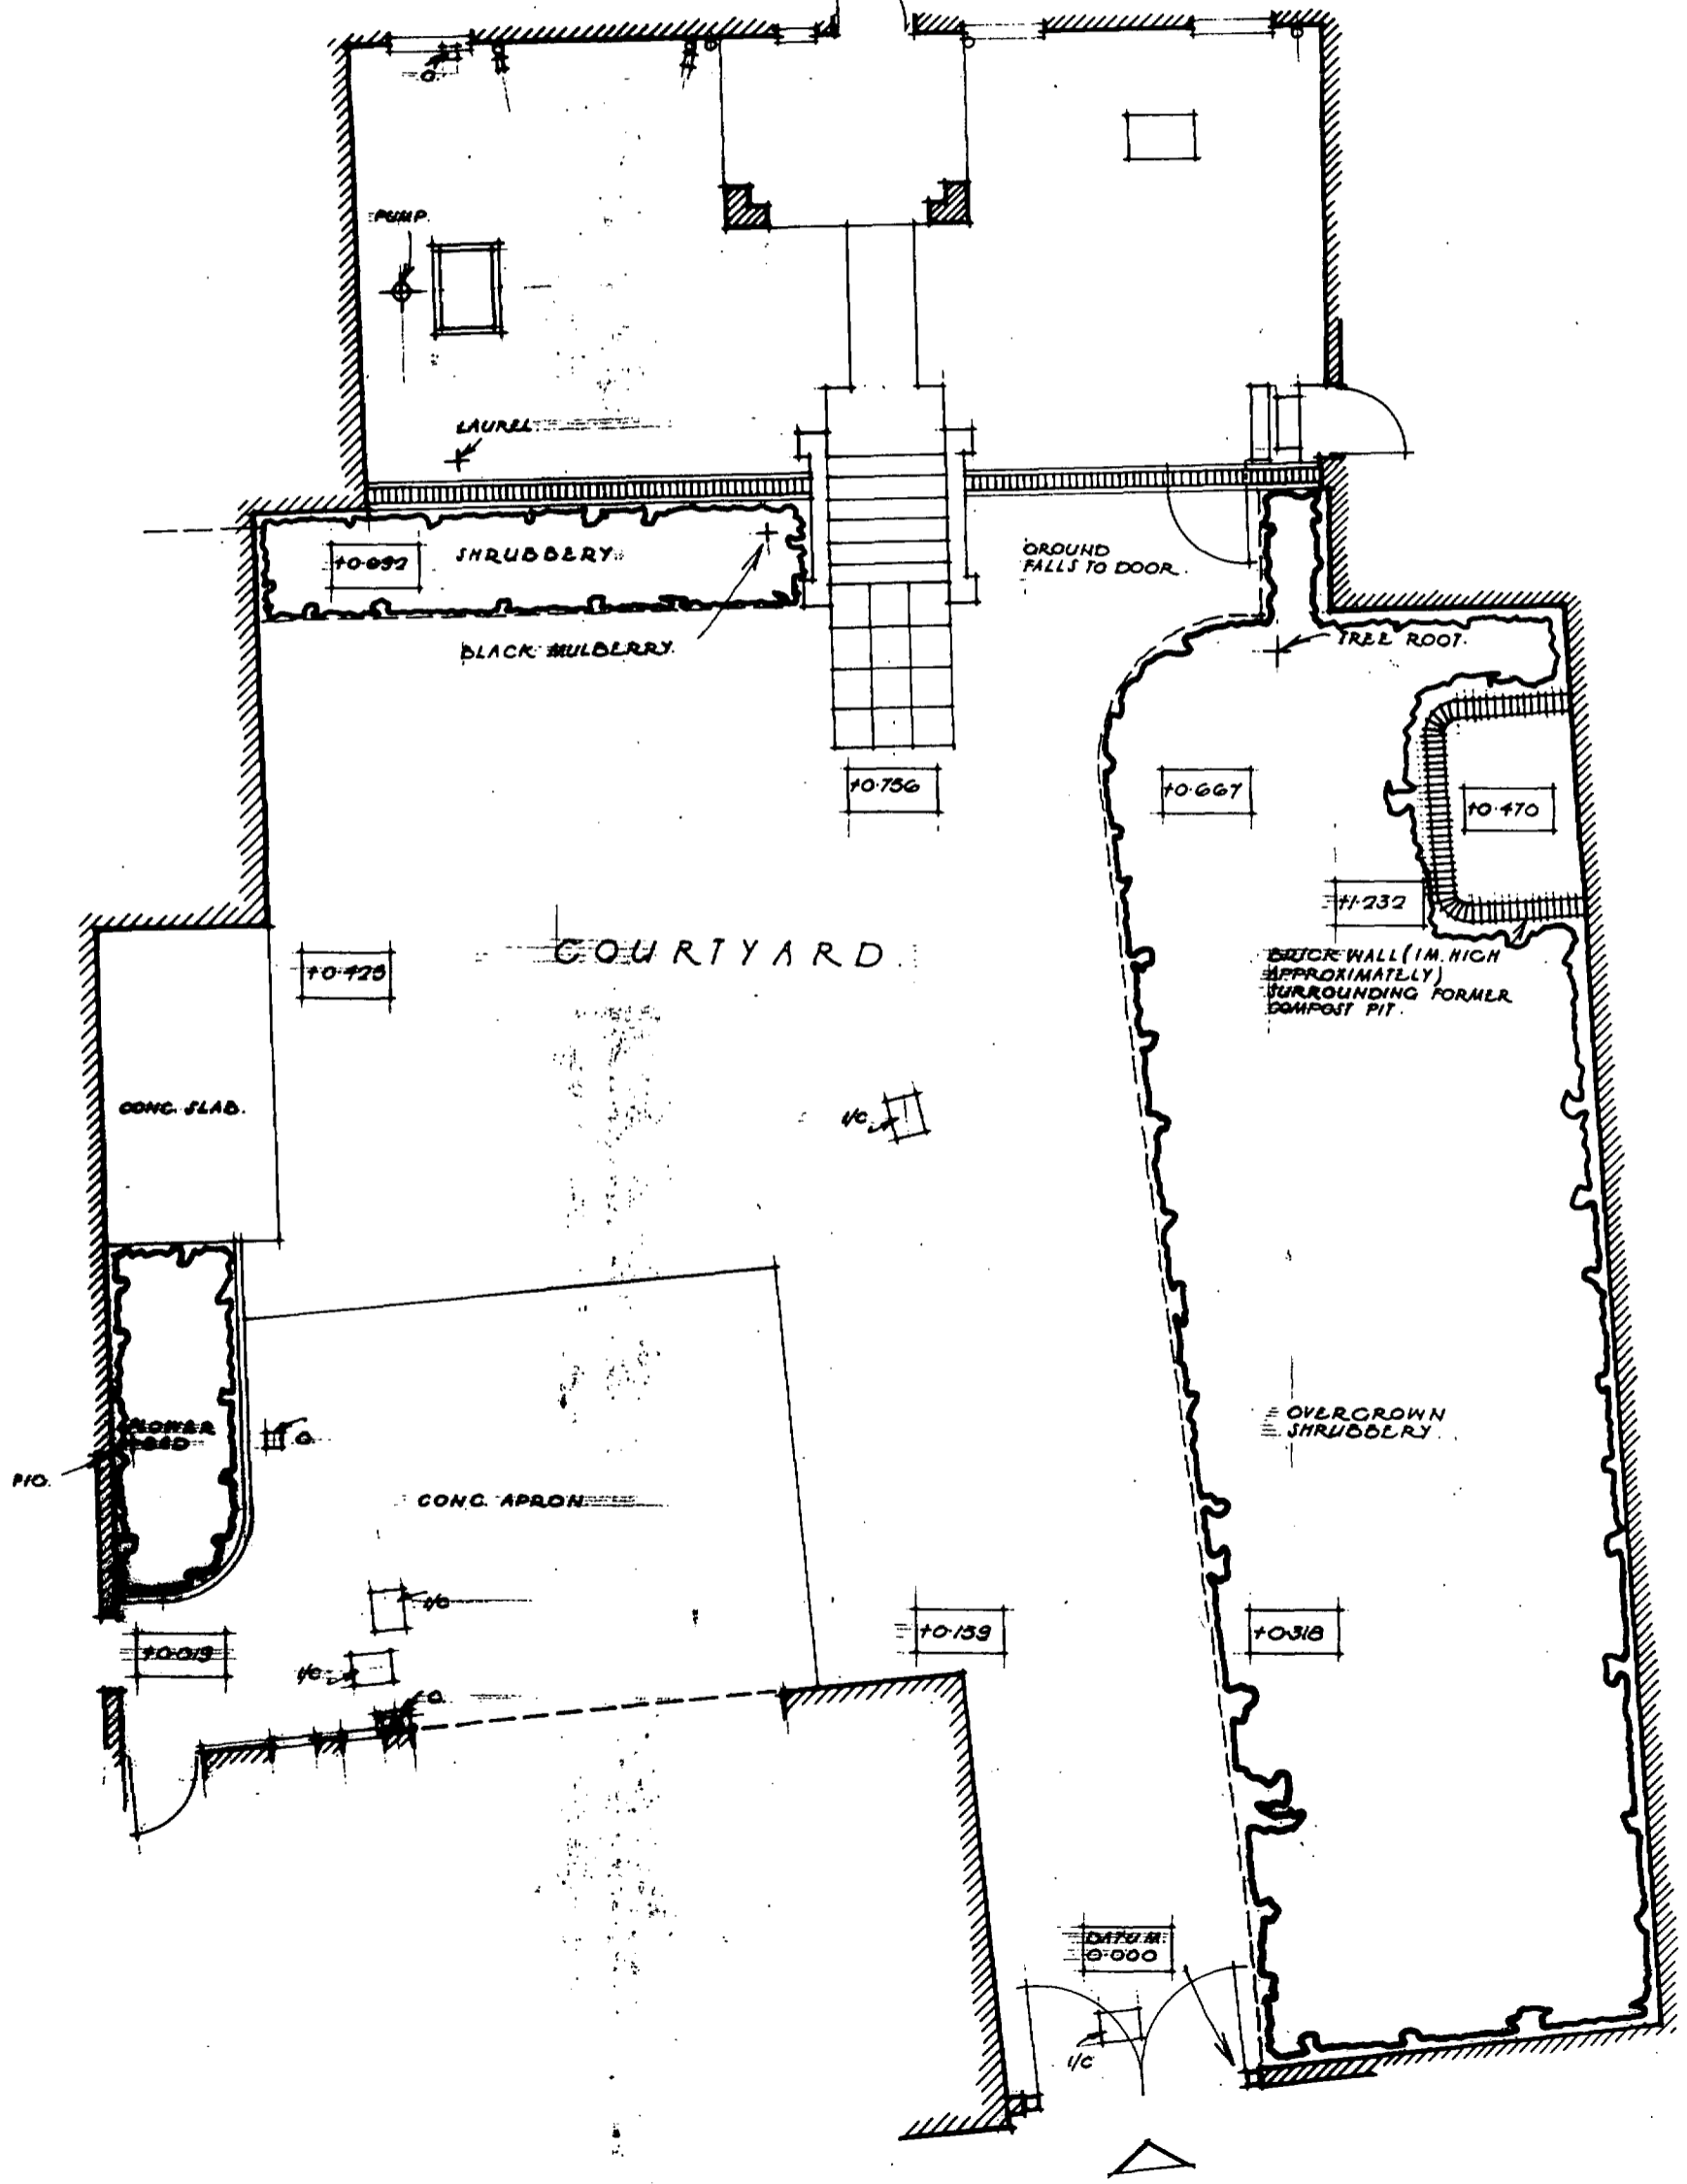 G.
PUMP.
LAUREL.
+0.692
SHRUBBERY.
GROUND
FALLS TO DOOR.
BLACK MULBERRY.
TREE ROOT.
+0.756
+0.667
+0.470
+1.232
COURTYARD.
+0.425
BRICK WALL (1M. HIGH
APPROXIMATELY)
SURROUNDING FORMER
COMPOST PIT.
CONC. SLAB.
I/C.
OVERGROWN
SHRUBBERY.
FLOWER
BED
G.
CONC. APRON
I/C
+0.159
+0.318
+0.019
I/C
G.
DATUM.
0.000
I/C